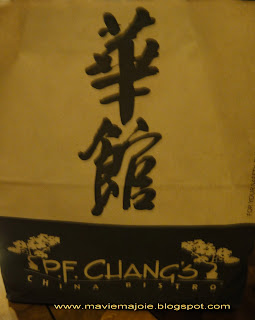 華
館
P.F. CHANG'S
CHINA BISTRO
www.maviemajoie.blogspot.com